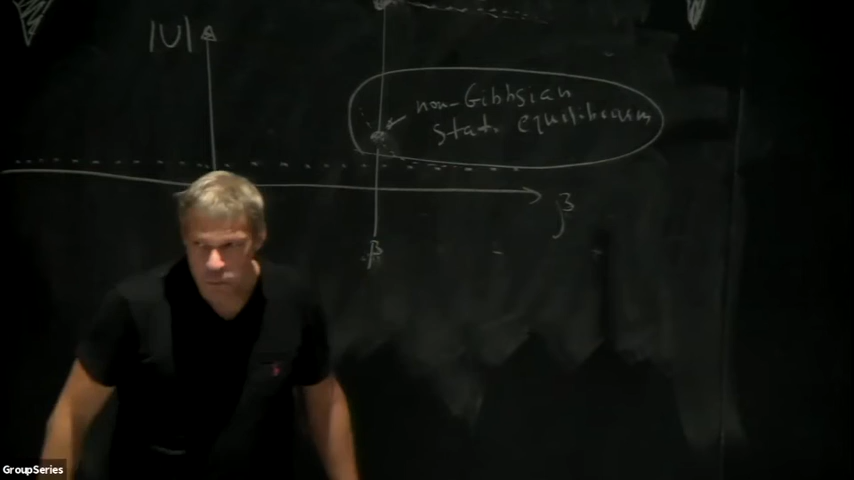 |U|
non-Gibbsian
stat. equilibrium
β
β
GroupSeries